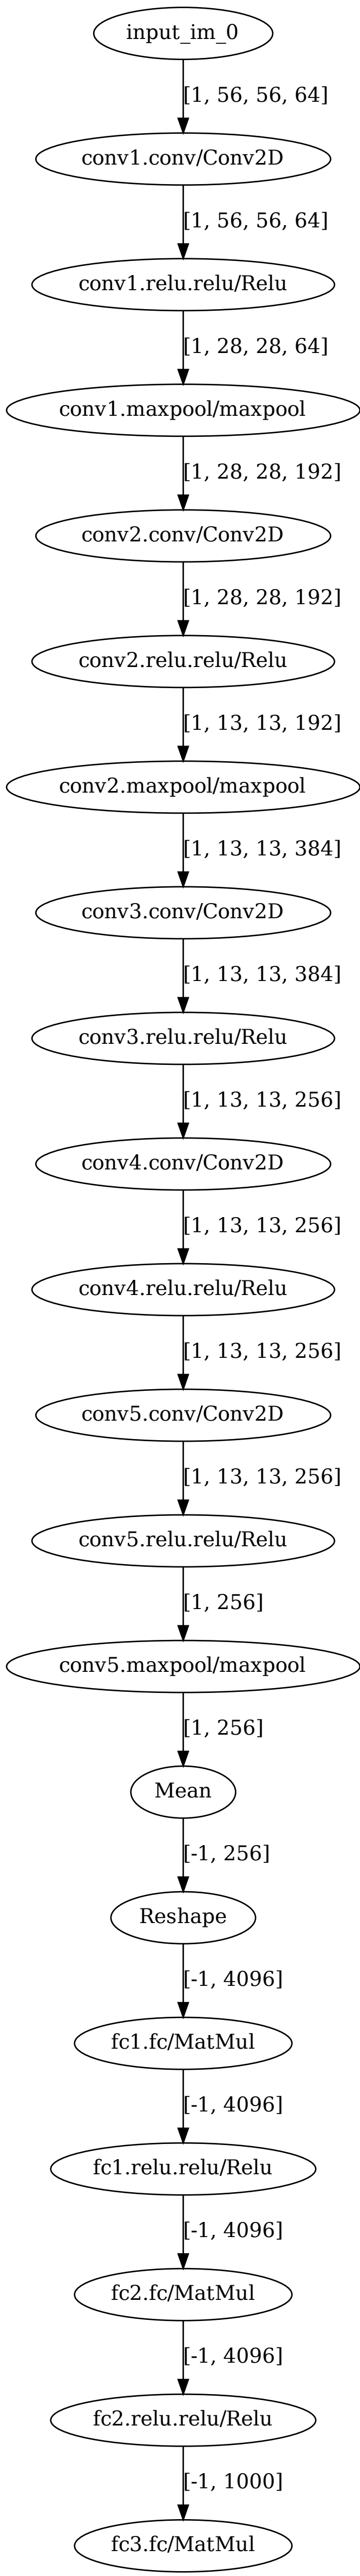 input_im_0
[1, 56, 56, 64]
conv1.conv/Conv2D
[1, 56, 56, 64]
conv1.relu.relu/Relu
[1, 28, 28, 64]
conv1.maxpool/maxpool
[1, 28, 28, 192]
conv2.conv/Conv2D
[1, 28, 28, 192]
conv2.relu.relu/Relu
[1, 13, 13, 192]
conv2.maxpool/maxpool
[1, 13, 13, 384]
conv3.conv/Conv2D
[1, 13, 13, 384]
conv3.relu.relu/Relu
[1, 13, 13, 256]
conv4.conv/Conv2D
[1, 13, 13, 256]
conv4.relu.relu/Relu
[1, 13, 13, 256]
conv5.conv/Conv2D
[1, 13, 13, 256]
conv5.relu.relu/Relu
[1, 256]
conv5.maxpool/maxpool
[1, 256]
Mean
[-1, 256]
Reshape
[-1, 4096]
fc1.fc/MatMul
[-1, 4096]
fc1.relu.relu/Relu
[-1, 4096]
fc2.fc/MatMul
[-1, 4096]
fc2.relu.relu/Relu
[-1, 1000]
fc3.fc/MatMul